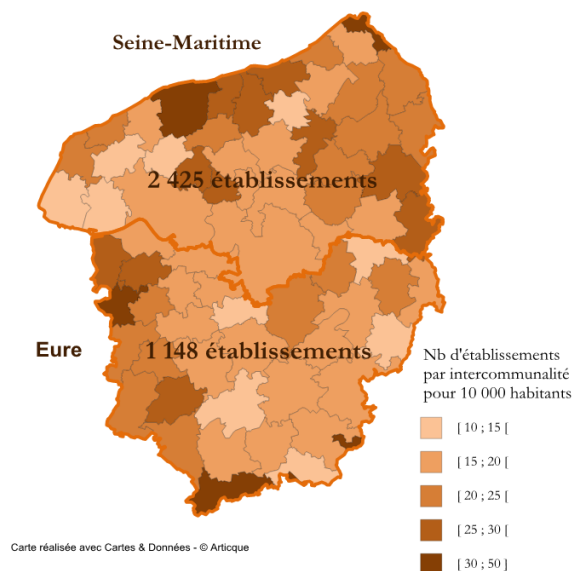 Seine-Maritime
2 425 établissements
Eure
1 148 établissements
Nb d'établissements
par intercommunalité
pour 10 000 habitants
[ 10 ; 15 [
[ 15 ; 20 [
[ 20 ; 25 [
[ 25 ; 30 [
[ 30 ; 50 ]
Carte réalisée avec Cartes & Données - © Articque